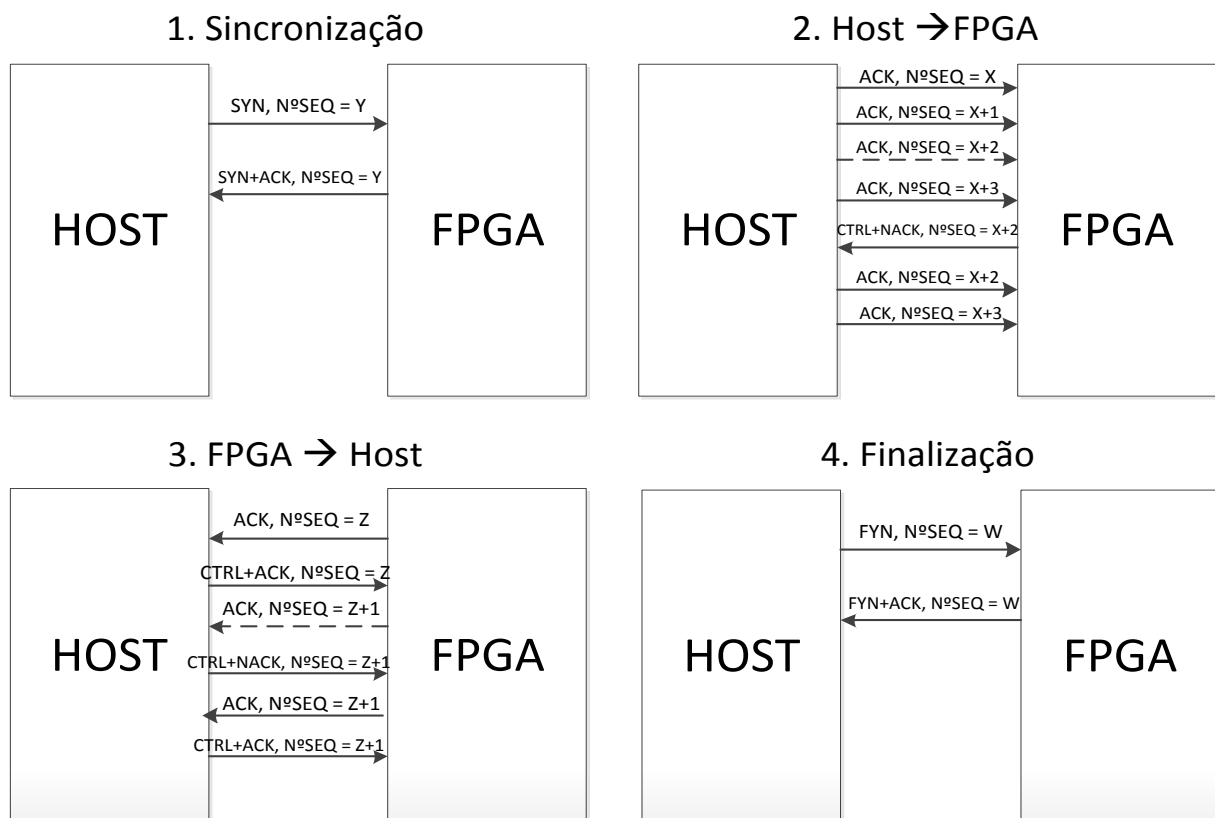 1. Sincronização
SYN, NºSEQ = Y
SYN+ACK, NºSEQ = Y
HOST
FPGA
2. Host →FPGA
ACK, NºSEQ = X
ACK, NºSEQ = X+1
ACK, NºSEQ = X+2
ACK, NºSEQ = X+3
CTRL+NACK, NºSEQ = X+2
ACK, NºSEQ = X+2
ACK, NºSEQ = X+3
HOST
FPGA
3. FPGA → Host
ACK, NºSEQ = Z
CTRL+ACK, NºSEQ = Z
ACK, NºSEQ = Z+1
CTRL+NACK, NºSEQ = Z+1
ACK, NºSEQ = Z+1
CTRL+ACK, NºSEQ = Z+1
HOST
FPGA
4. Finalização
FYN, NºSEQ = W
FYN+ACK, NºSEQ = W
HOST
FPGA